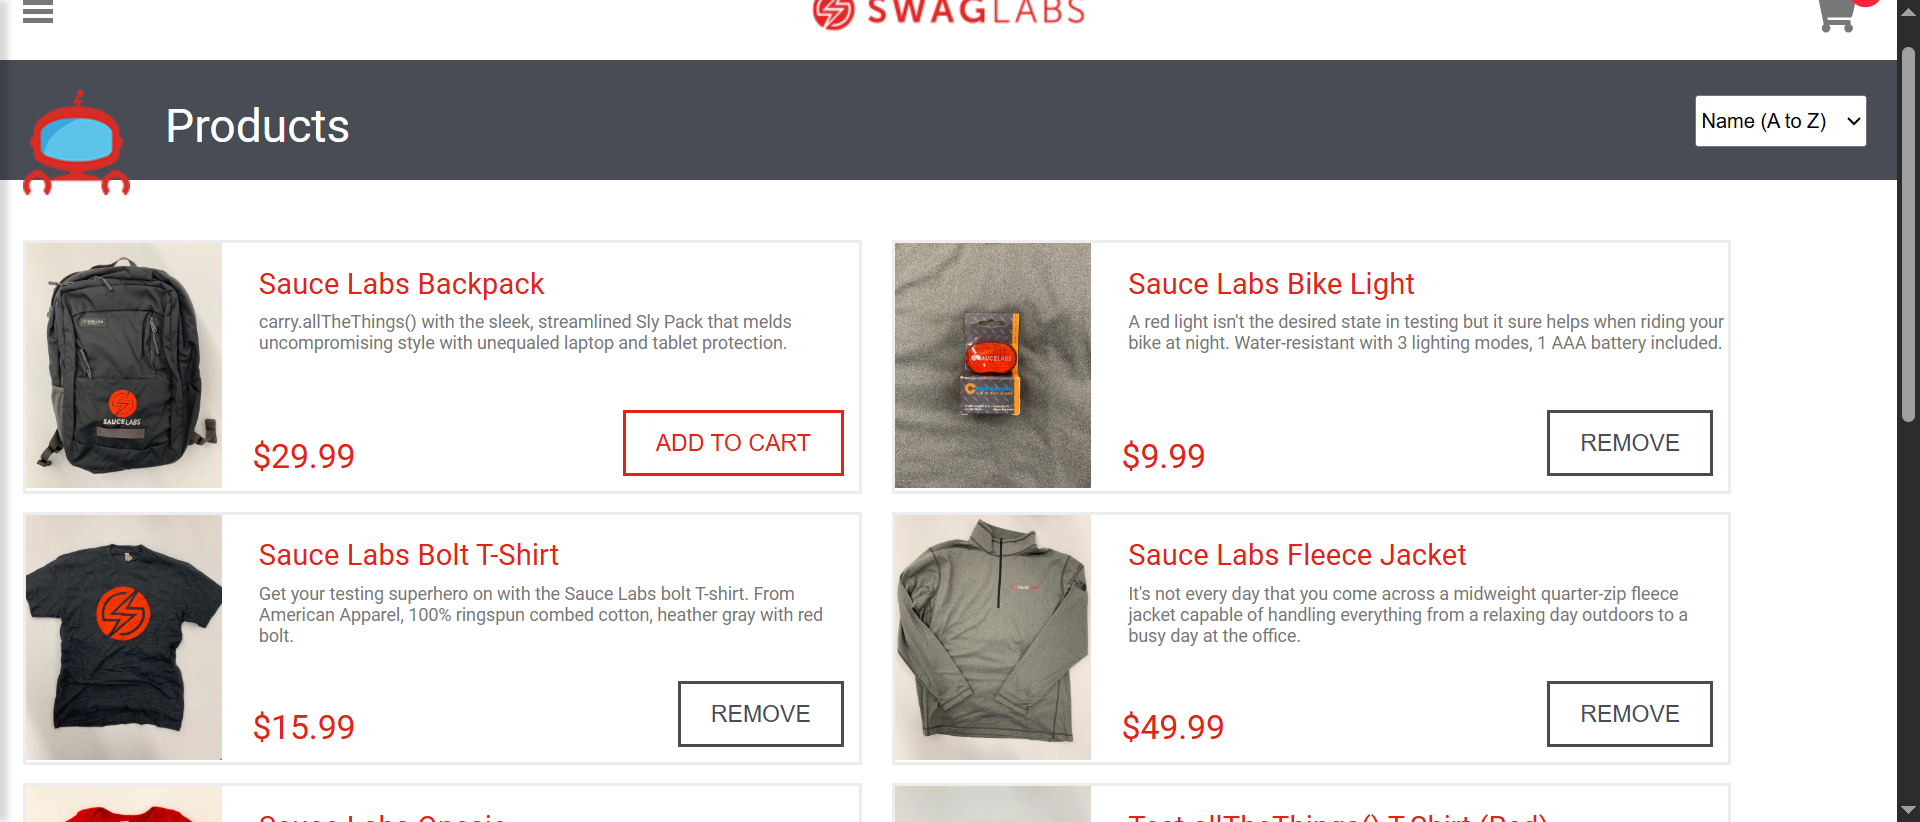 SWAGLABS
Products
Name (A to Z)
Sauce Labs Backpack
carry.allTheThings() with the sleek, streamlined Sly Pack that melds
uncompromising style with unequaled laptop and tablet protection.
$29.99
ADD TO CART
SAUCELABS
Sauce Labs Bike Light
A red light isn't the desired state in testing but it sure helps when riding your
bike at night. Water-resistant with 3 lighting modes, 1 AAA battery included.
$9.99
REMOVE
SAUCELABS
Sauce Labs Bolt T-Shirt
Get your testing superhero on with the Sauce Labs bolt T-shirt. From
American Apparel, 100% ringspun combed cotton, heather gray with red
bolt.
$15.99
REMOVE
Sauce Labs Fleece Jacket
It's not every day that you come across a midweight quarter-zip fleece
jacket capable of handling everything from a relaxing day outdoors to a
busy day at the office.
$49.99
REMOVE
Sauce Labs Onesie
Test.allTheThings() T-Shirt (Red)